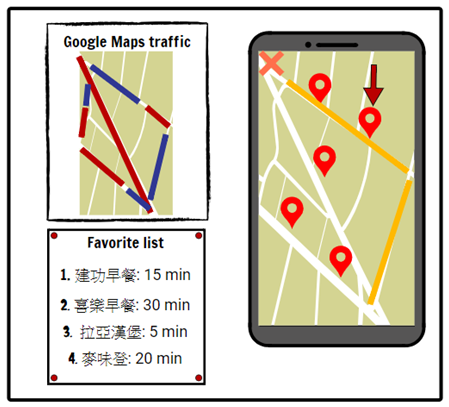 Google Maps traffic
Favorite list
1. 建功早餐: 15 min
2. 喜樂早餐: 30 min
3. 拉亞漢堡: 5 min
4. 麥味登: 20 min